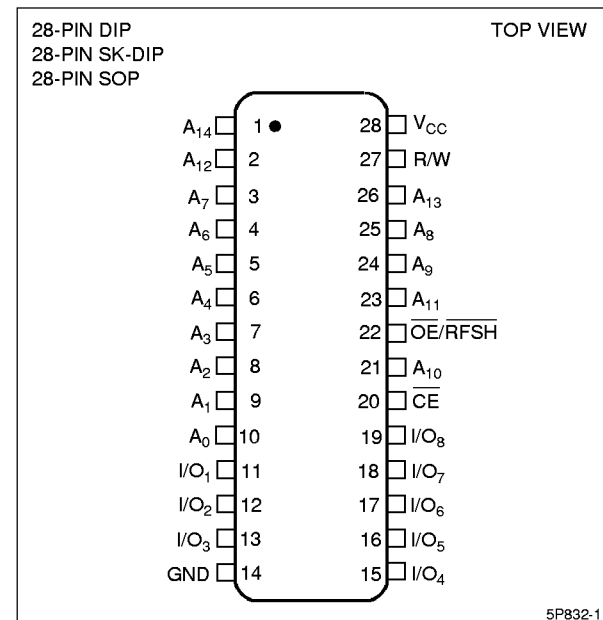 28-PIN DIP TOP VIEW
28-PIN SK-DIP
28-PIN SOP
A14 1 28 VCC
A12 2 27 R/W
A7 3 26 A13
A6 4 25 A8
A5 5 24 A9
A4 6 23 A11
A3 7 22 OE/RFSH
A2 8 21 A10
A1 9 20 CE
A0 10 19 I/O8
I/O1 11 18 I/O7
I/O2 12 17 I/O6
I/O3 13 16 I/O5
GND 14 15 I/O4
5P832-1